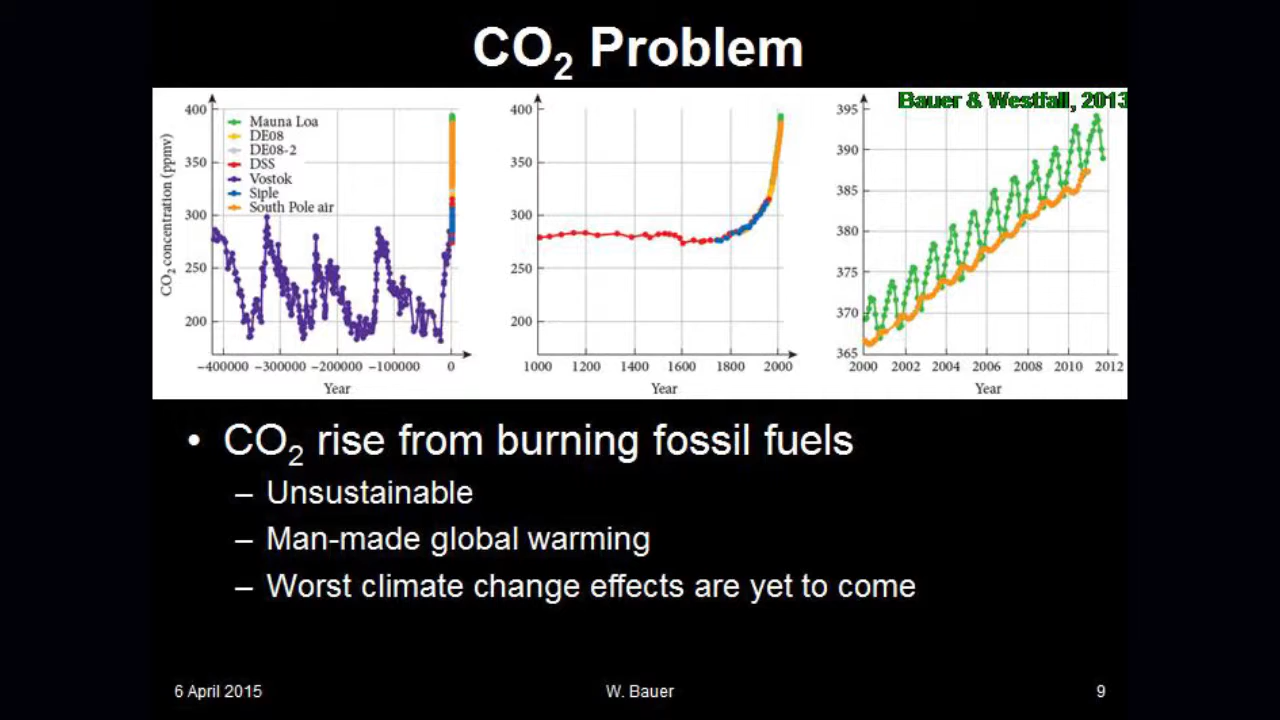 CO₂ Problem
Bauer & Westfall, 2013
CO₂ concentration (ppmv)
400
350
300
250
200
Mauna Loa
DE08
DE08-2
DSS
Vostok
Siple
South Pole air
−400000 −300000 −200000 −100000 0
Year
400
350
300
250
200
1000 1200 1400 1600 1800 2000
Year
395
390
385
380
375
370
365
2000 2002 2004 2006 2008 2010 2012
Year
• CO₂ rise from burning fossil fuels
– Unsustainable
– Man-made global warming
– Worst climate change effects are yet to come
6 April 2015
W. Bauer
9